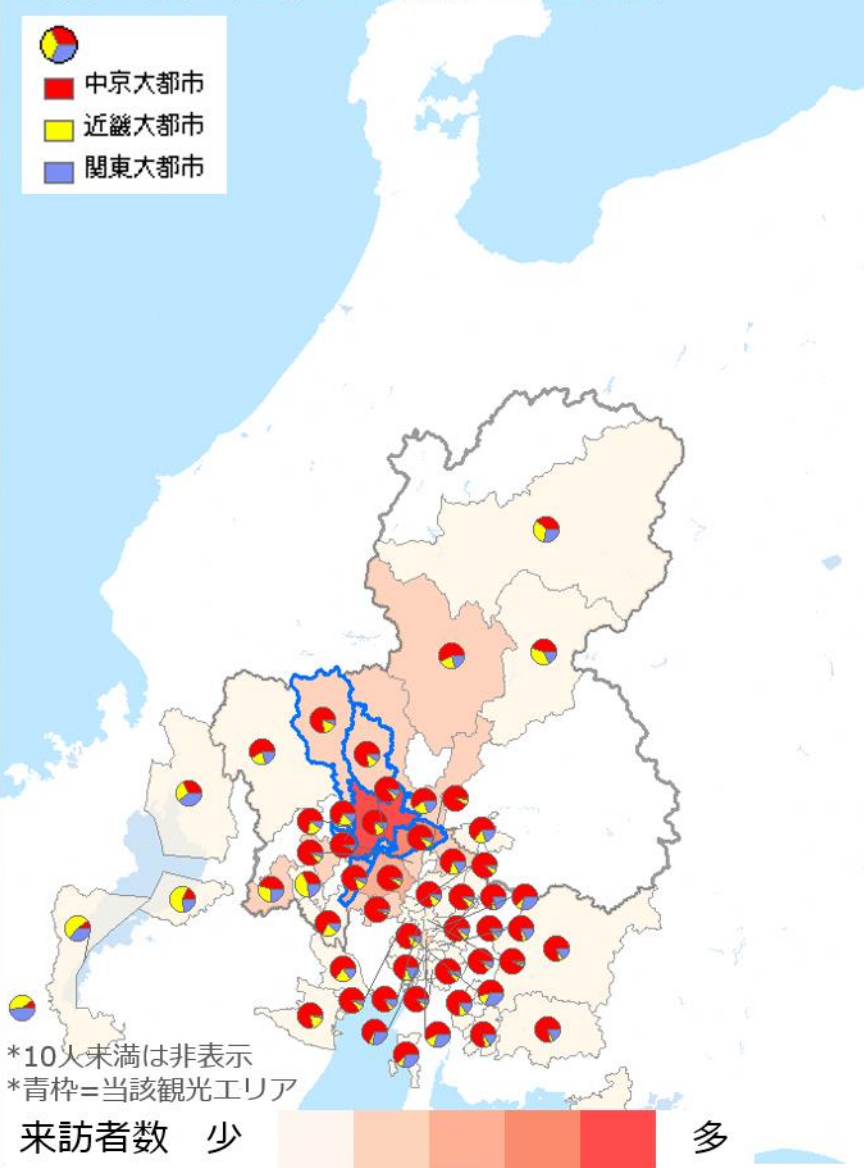 中京大都市
近畿大都市
関東大都市
*10人未満は非表示
*青枠=当該観光エリア
来訪者数 少 多